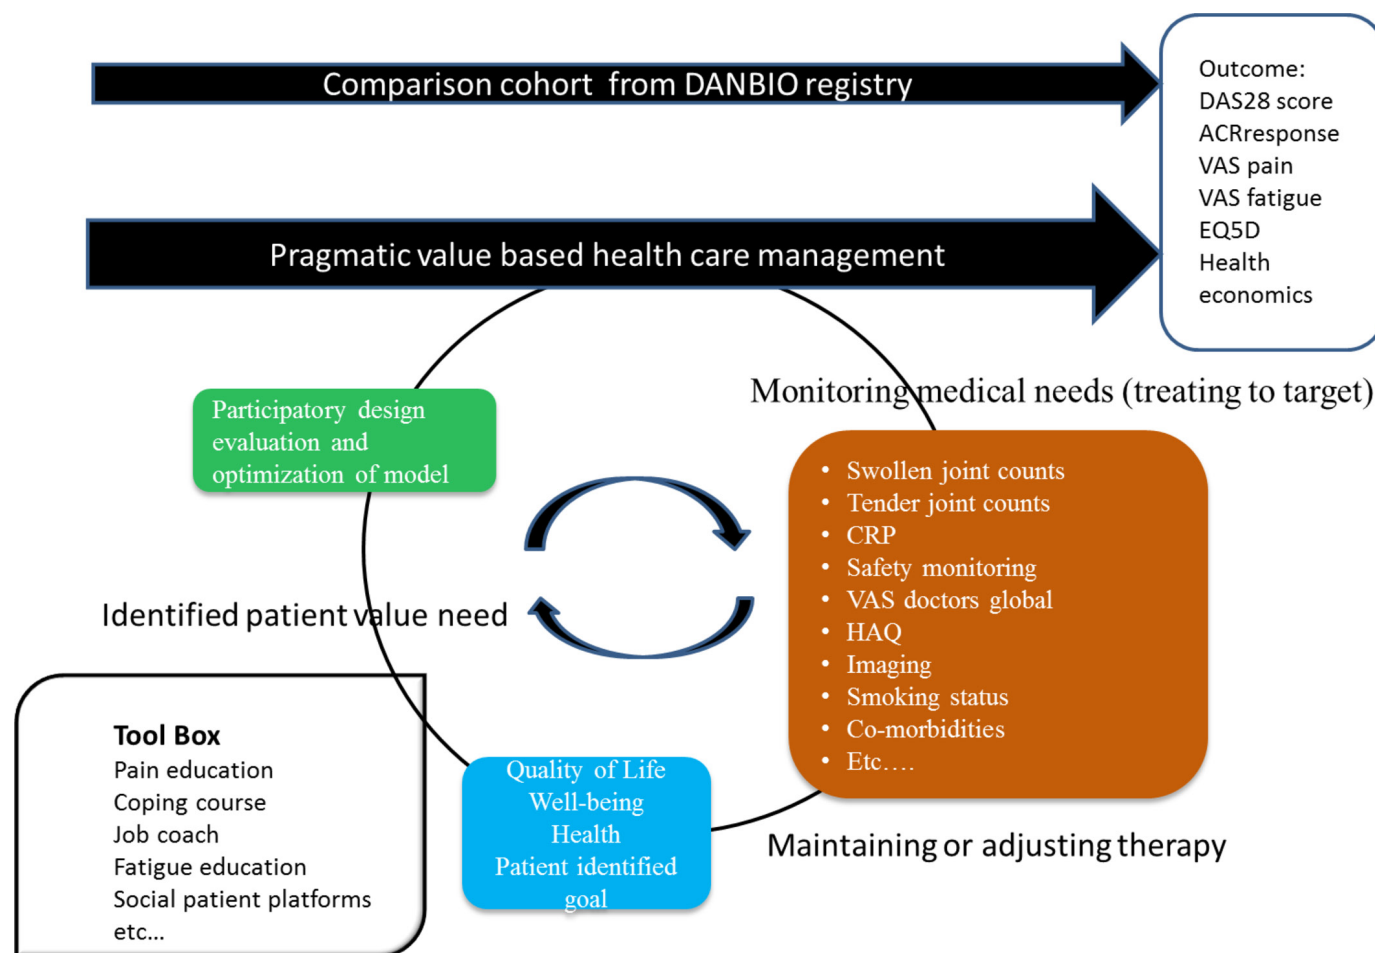 Comparison cohort from DANBIO registry
Outcome:
DAS28 score
ACRresponse
VAS pain
VAS fatigue
EQ5D
Health
economics
Pragmatic value based health care management
Monitoring medical needs (treating to target)
Participatory design
evaluation and
optimization of model
• Swollen joint counts
• Tender joint counts
• CRP
• Safety monitoring
• VAS doctors global
• HAQ
• Imaging
• Smoking status
• Co-morbidities
• Etc....
Identified patient value need
Tool Box
Pain education
Coping course
Job coach
Fatigue education
Social patient platforms
etc...
Quality of Life
Well-being
Health
Patient identified
goal
Maintaining or adjusting therapy